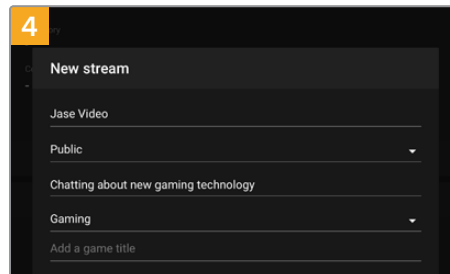 4
New stream
Jase Video
Public
Chatting about new gaming technology
Gaming
Add a game title